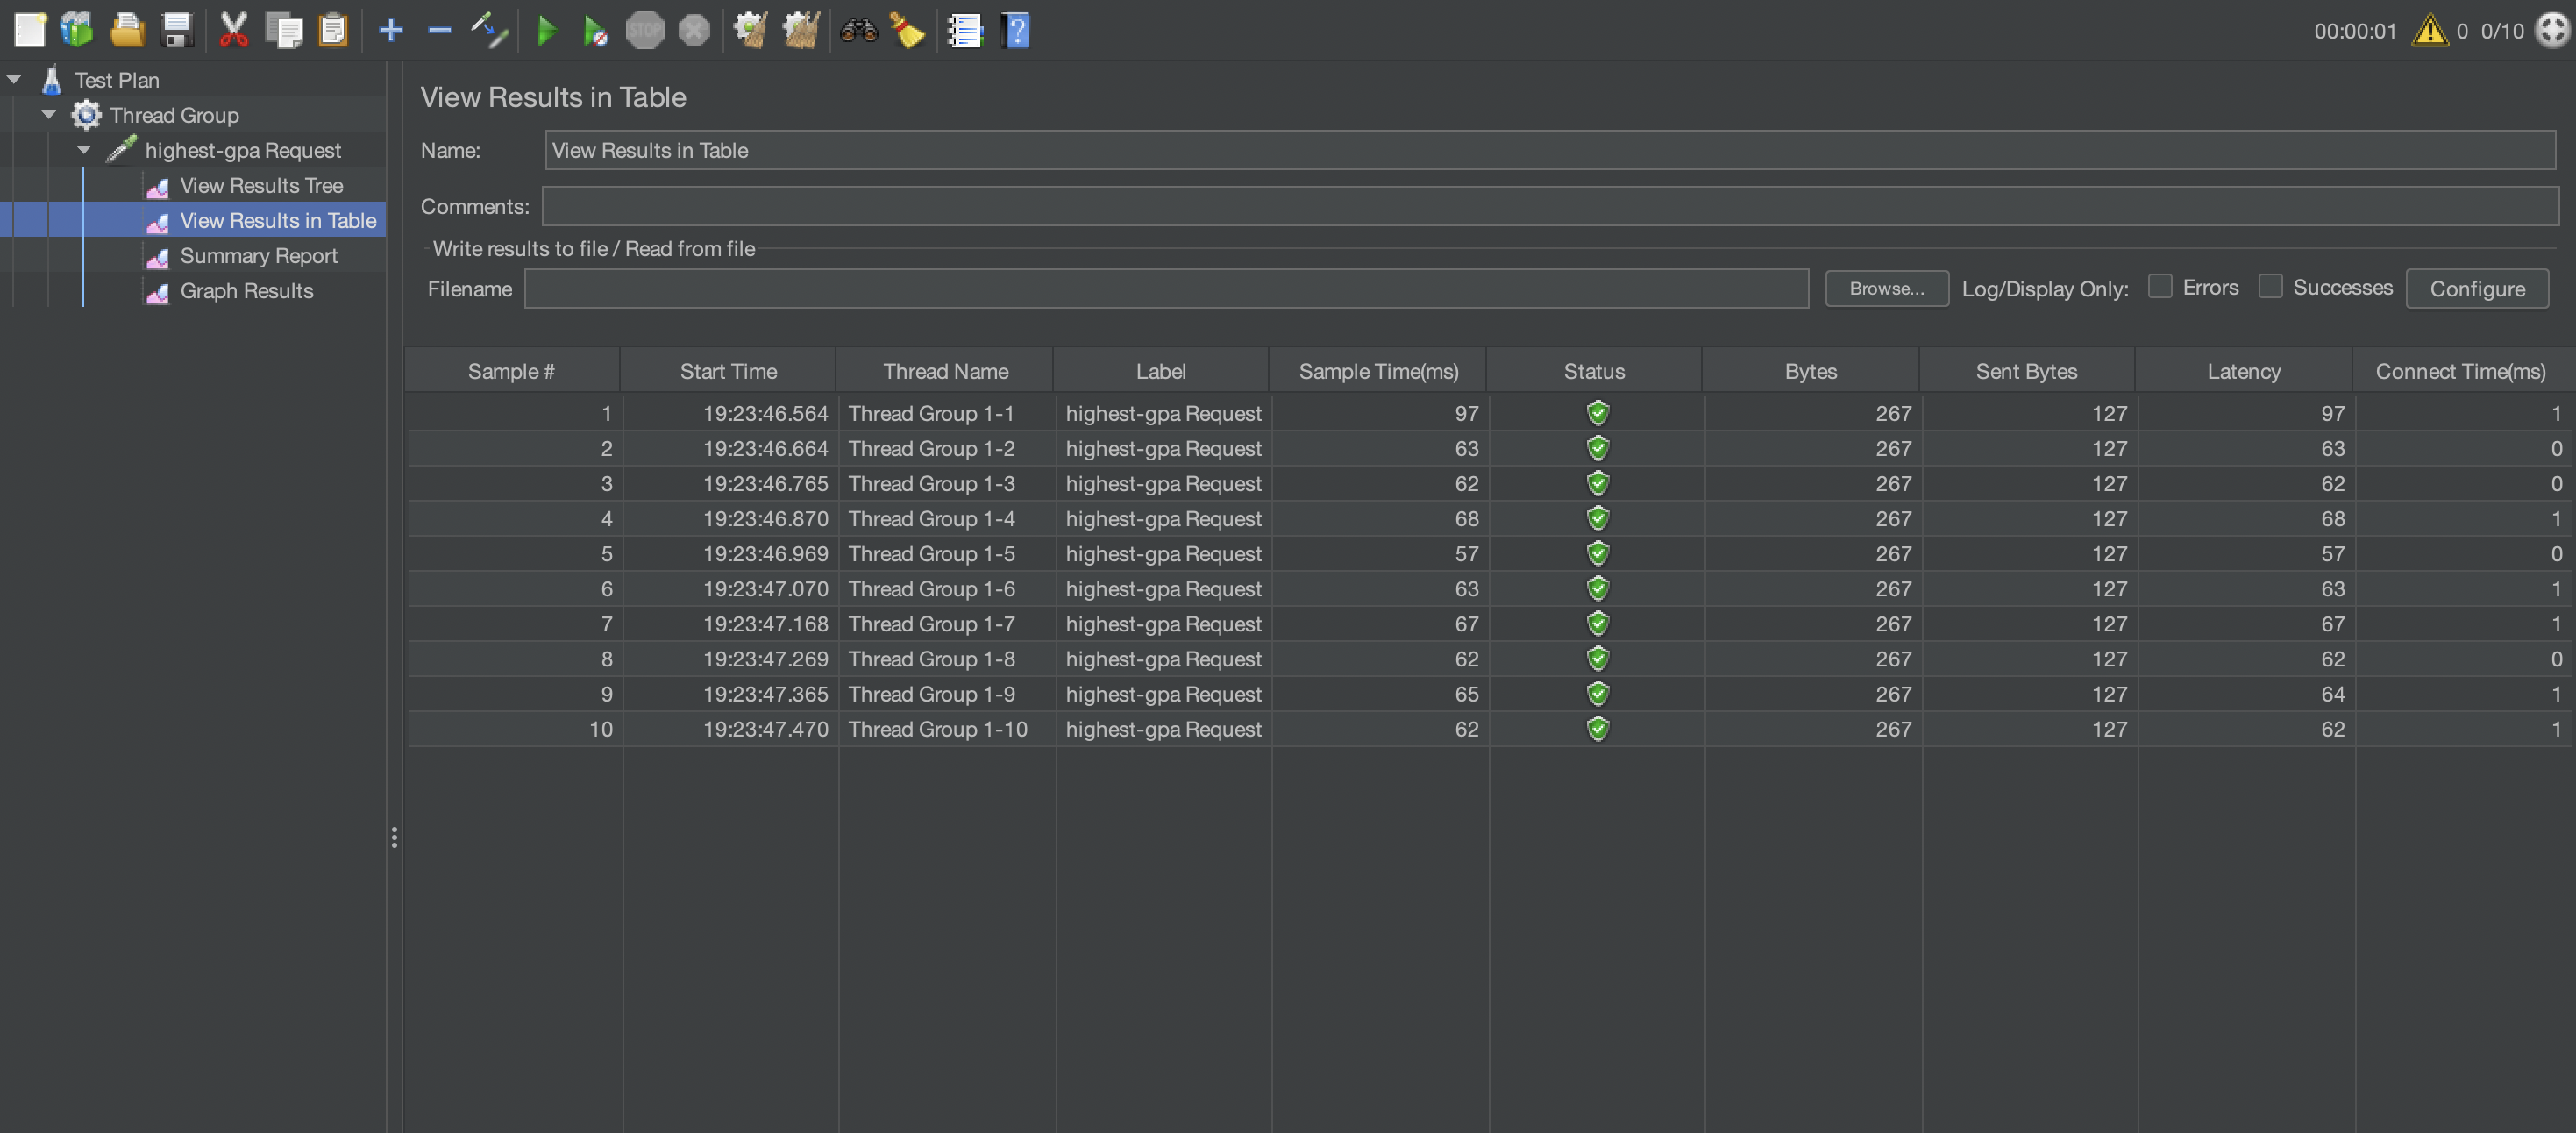 STOP
00:00:01 0 0/10
Test Plan
Thread Group
highest-gpa Request
View Results Tree
View Results in Table
Summary Report
Graph Results
View Results in Table
Name: View Results in Table
Comments:
Write results to file / Read from file
Filename Browse... Log/Display Only: Errors Successes Configure
Sample # Start Time Thread Name Label Sample Time(ms) Status Bytes Sent Bytes Latency Connect Time(ms)
1 19:23:46.564 Thread Group 1-1 highest-gpa Request 97 267 127 97 1
2 19:23:46.664 Thread Group 1-2 highest-gpa Request 63 267 127 63 0
3 19:23:46.765 Thread Group 1-3 highest-gpa Request 62 267 127 62 0
4 19:23:46.870 Thread Group 1-4 highest-gpa Request 68 267 127 68 1
5 19:23:46.969 Thread Group 1-5 highest-gpa Request 57 267 127 57 0
6 19:23:47.070 Thread Group 1-6 highest-gpa Request 63 267 127 63 1
7 19:23:47.168 Thread Group 1-7 highest-gpa Request 67 267 127 67 1
8 19:23:47.269 Thread Group 1-8 highest-gpa Request 62 267 127 62 0
9 19:23:47.365 Thread Group 1-9 highest-gpa Request 65 267 127 64 1
10 19:23:47.470 Thread Group 1-10 highest-gpa Request 62 267 127 62 1